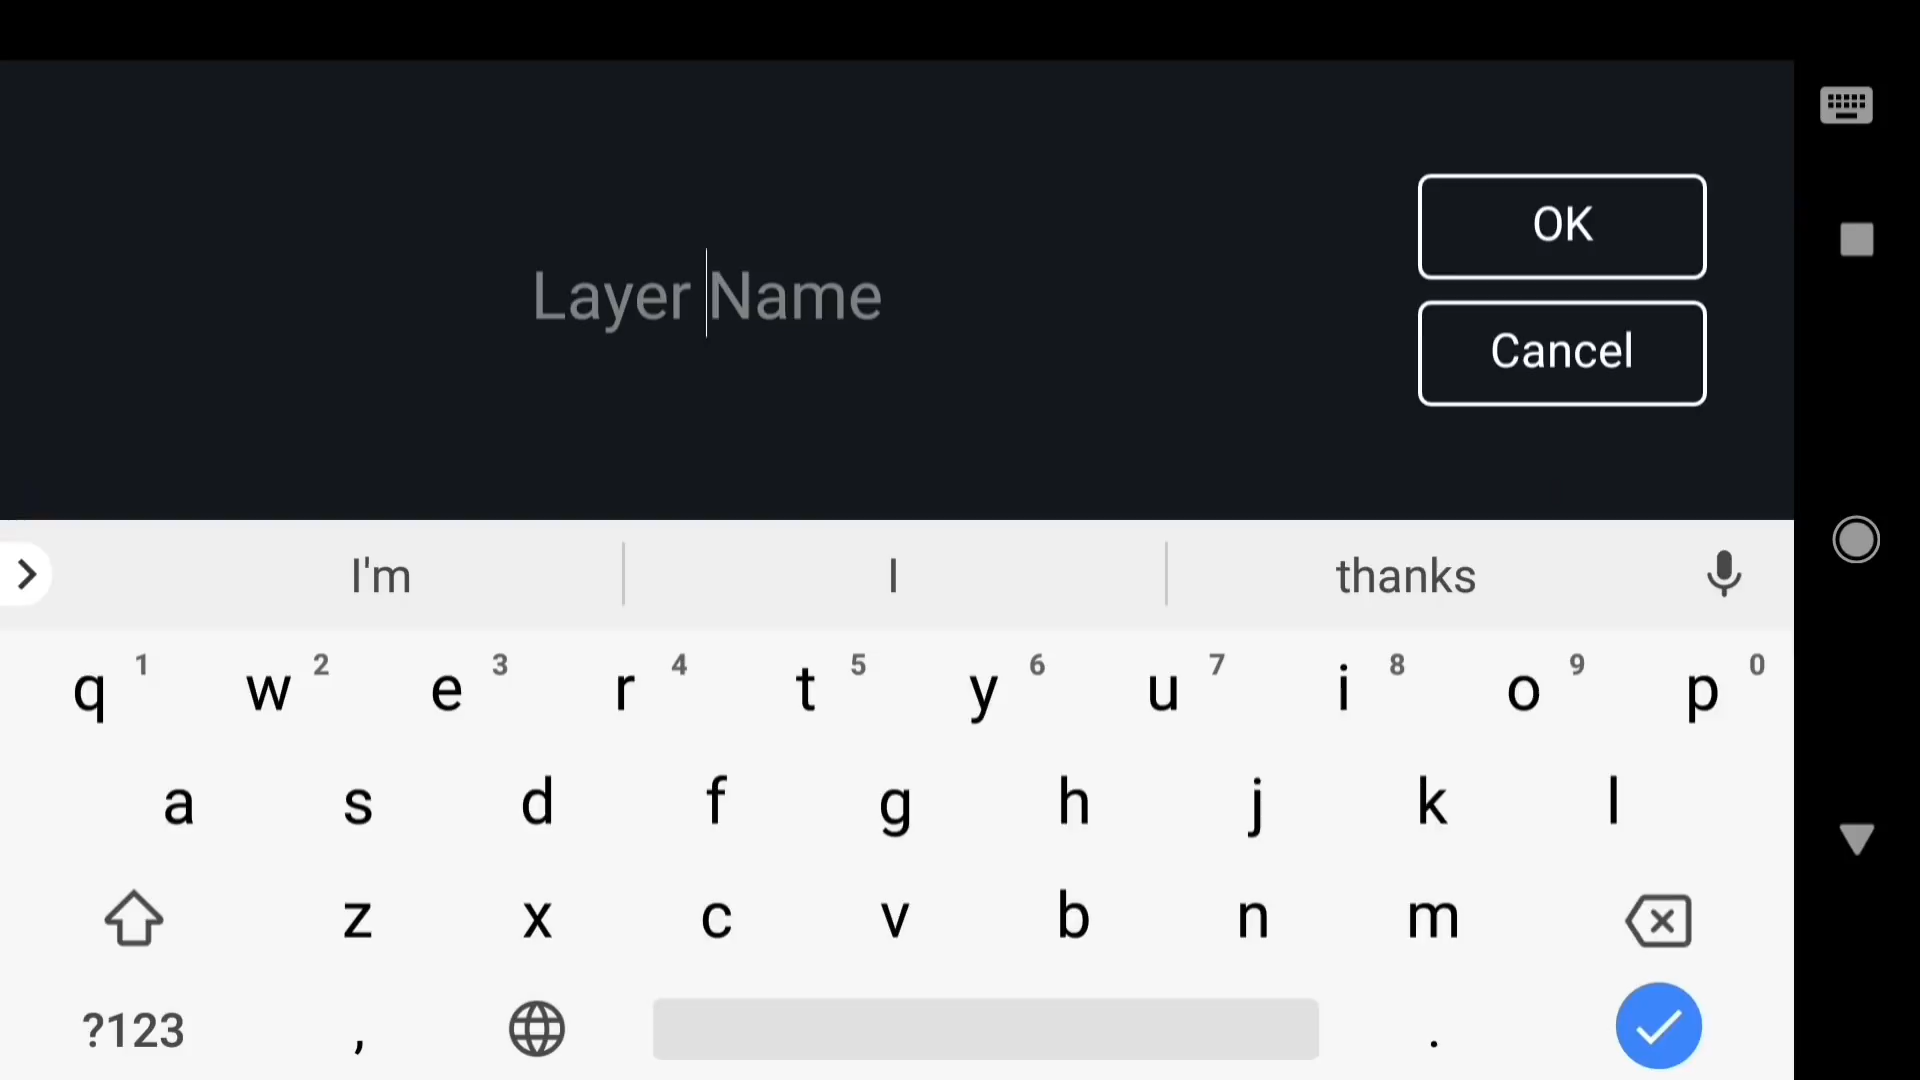 OK
Layer Name
Cancel
I'm I thanks
q 1 w 2 e 3 r 4 t 5 y 6 u 7 i 8 o 9 p 0
a s d f g h j k l
z x c v b n m
?123 , .